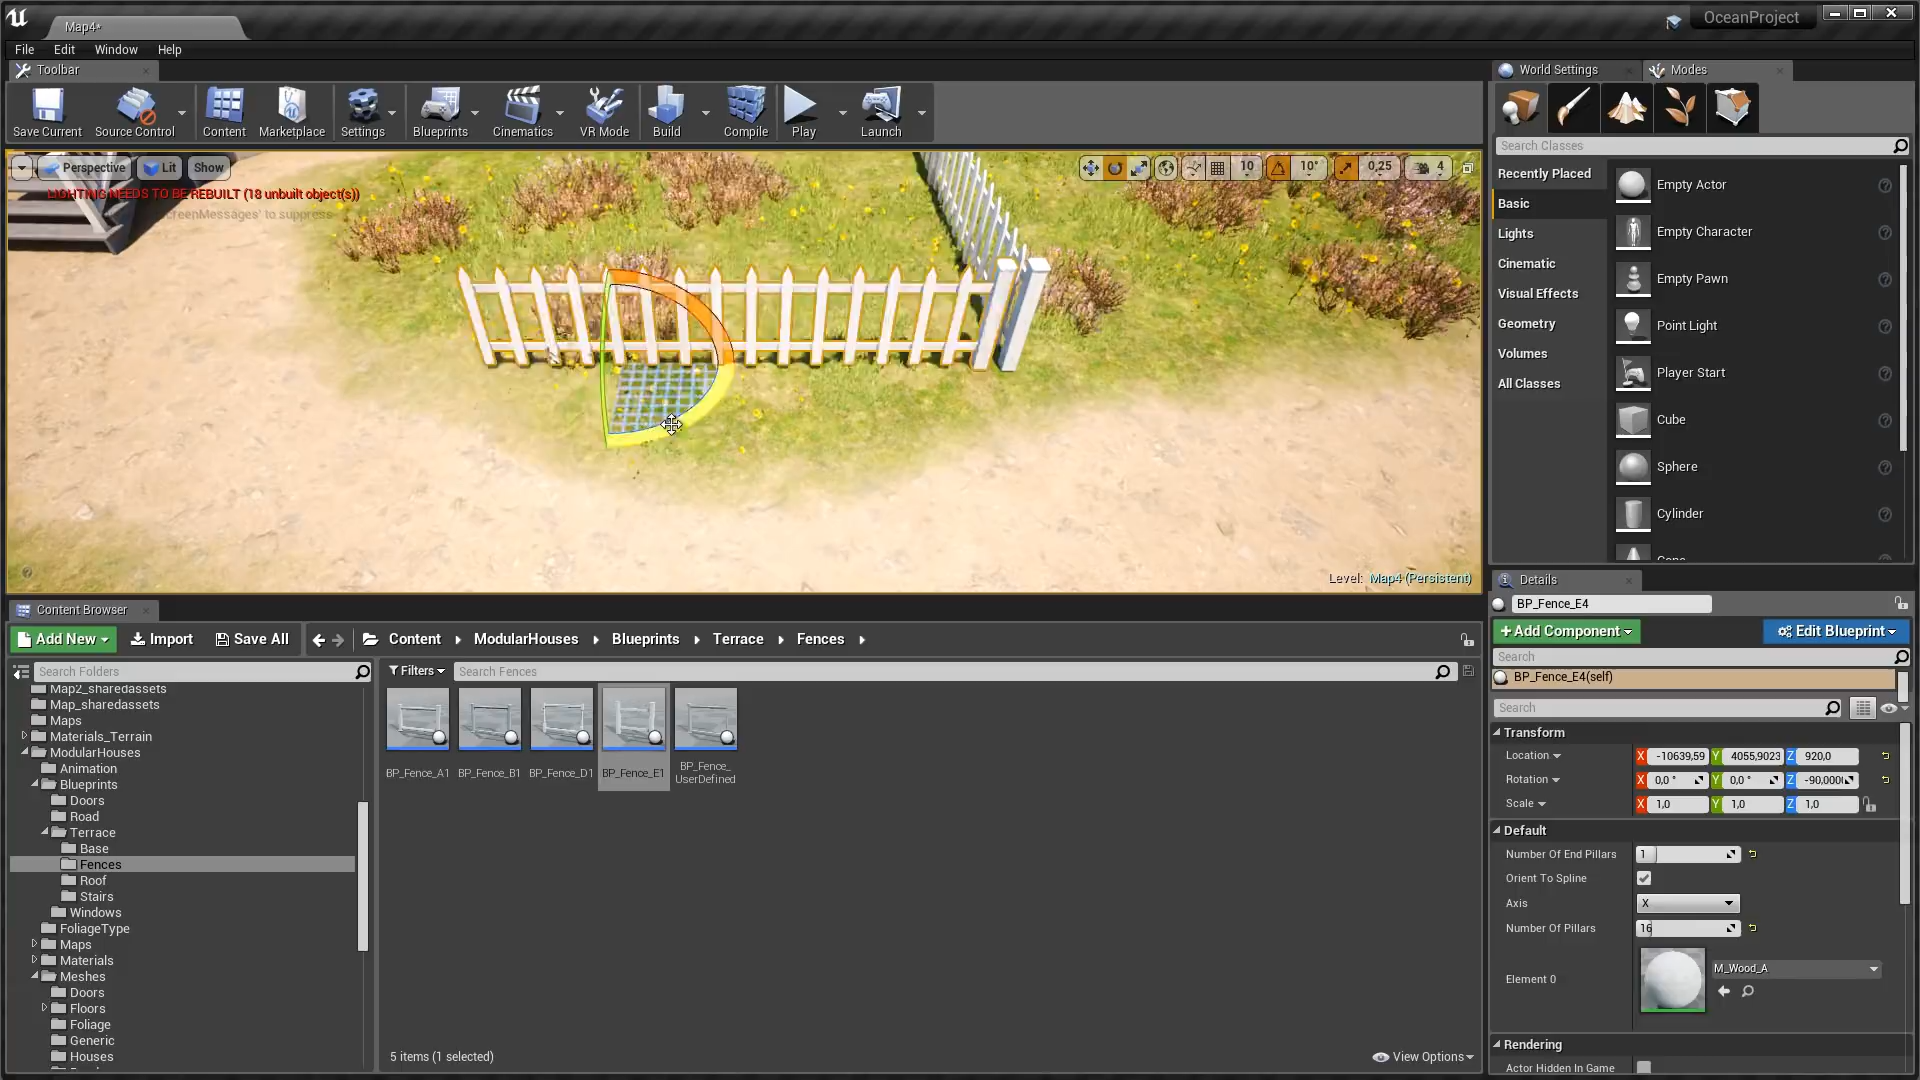 Map4*
OceanProject
File
Edit
Window
Help
Toolbar
World Settings
Modes
Save Current
Source Control
Content
Marketplace
Settings
Blueprints
Cinematics
VR Mode
Build
Compile
Play
Launch
Search Classes
Perspective
Lit
Show
10
10°
0,25
4
LIGHTING NEEDS TO BE REBUILT (18 unbuilt object(s))
creenMessages' to suppress
Recently Placed
Basic
Lights
Cinematic
Visual Effects
Geometry
Volumes
All Classes
Empty Actor
Empty Character
Empty Pawn
Point Light
Player Start
Cube
Sphere
Cylinder
Level: Map4 (Persistent)
Content Browser
Add New
Import
Save All
Content
ModularHouses
Blueprints
Terrace
Fences
Search Folders
Filters
Search Fences
Map2_sharedassets
Map_sharedassets
Maps
Materials_Terrain
ModularHouses
Animation
Blueprints
Doors
Road
Terrace
Base
Fences
Roof
Stairs
Windows
FoliageType
Maps
Materials
Meshes
Doors
Floors
Foliage
Generic
Houses
BP_Fence_A1
BP_Fence_B1
BP_Fence_D1
BP_Fence_E1
BP_Fence_
UserDefined
5 items (1 selected)
View Options
Details
BP_Fence_E4
+Add Component
Edit Blueprint
Search
BP_Fence_E4(self)
Search
Transform
Location
X -10639,59
Y 4055,9023
Z 920,0
Rotation
X 0,0 °
Y 0,0 °
Z -90,000
Scale
X 1,0
Y 1,0
Z 1,0
Default
Number Of End Pillars
1
Orient To Spline
Axis
X
Number Of Pillars
16
Element 0
M_Wood_A
Rendering
Actor Hidden In Game